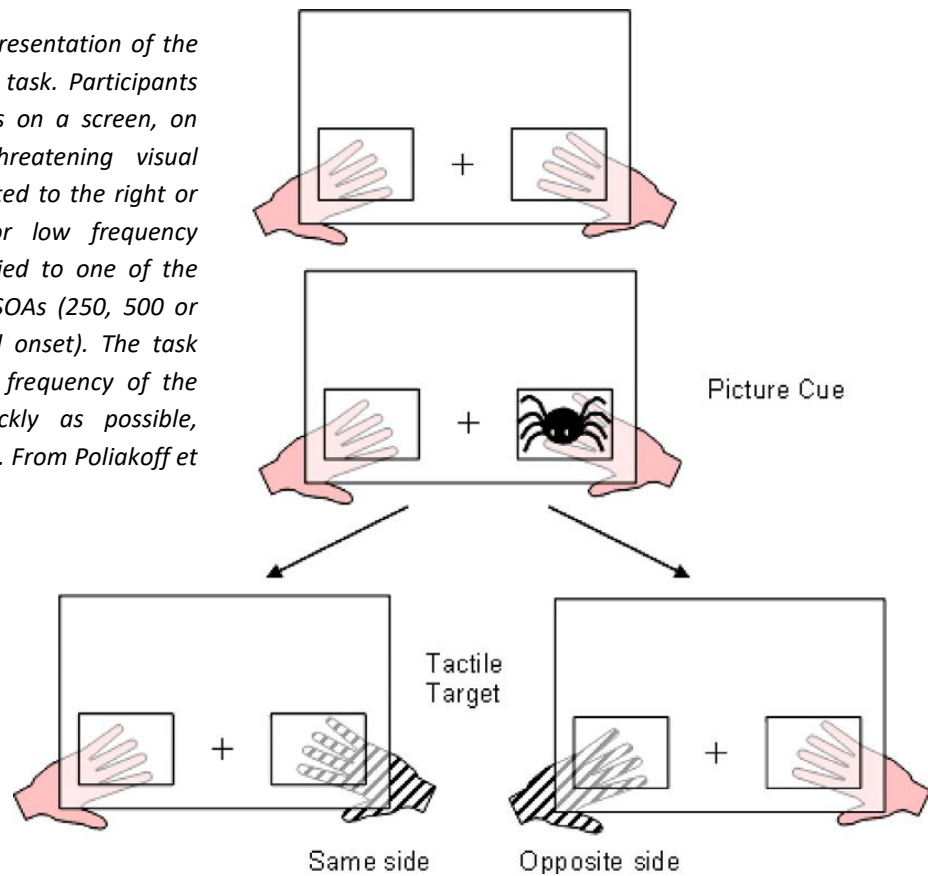 resentation of the
task. Participants
s on a screen, on
hreatening visual
ted to the right or
or low frequency
ied to one of the
SOAs (250, 500 or
l onset). The task
frequency of the
ckly as possible,
. From Poliakoff et
Picture Cue
Tactile
Target
Same side
Opposite side